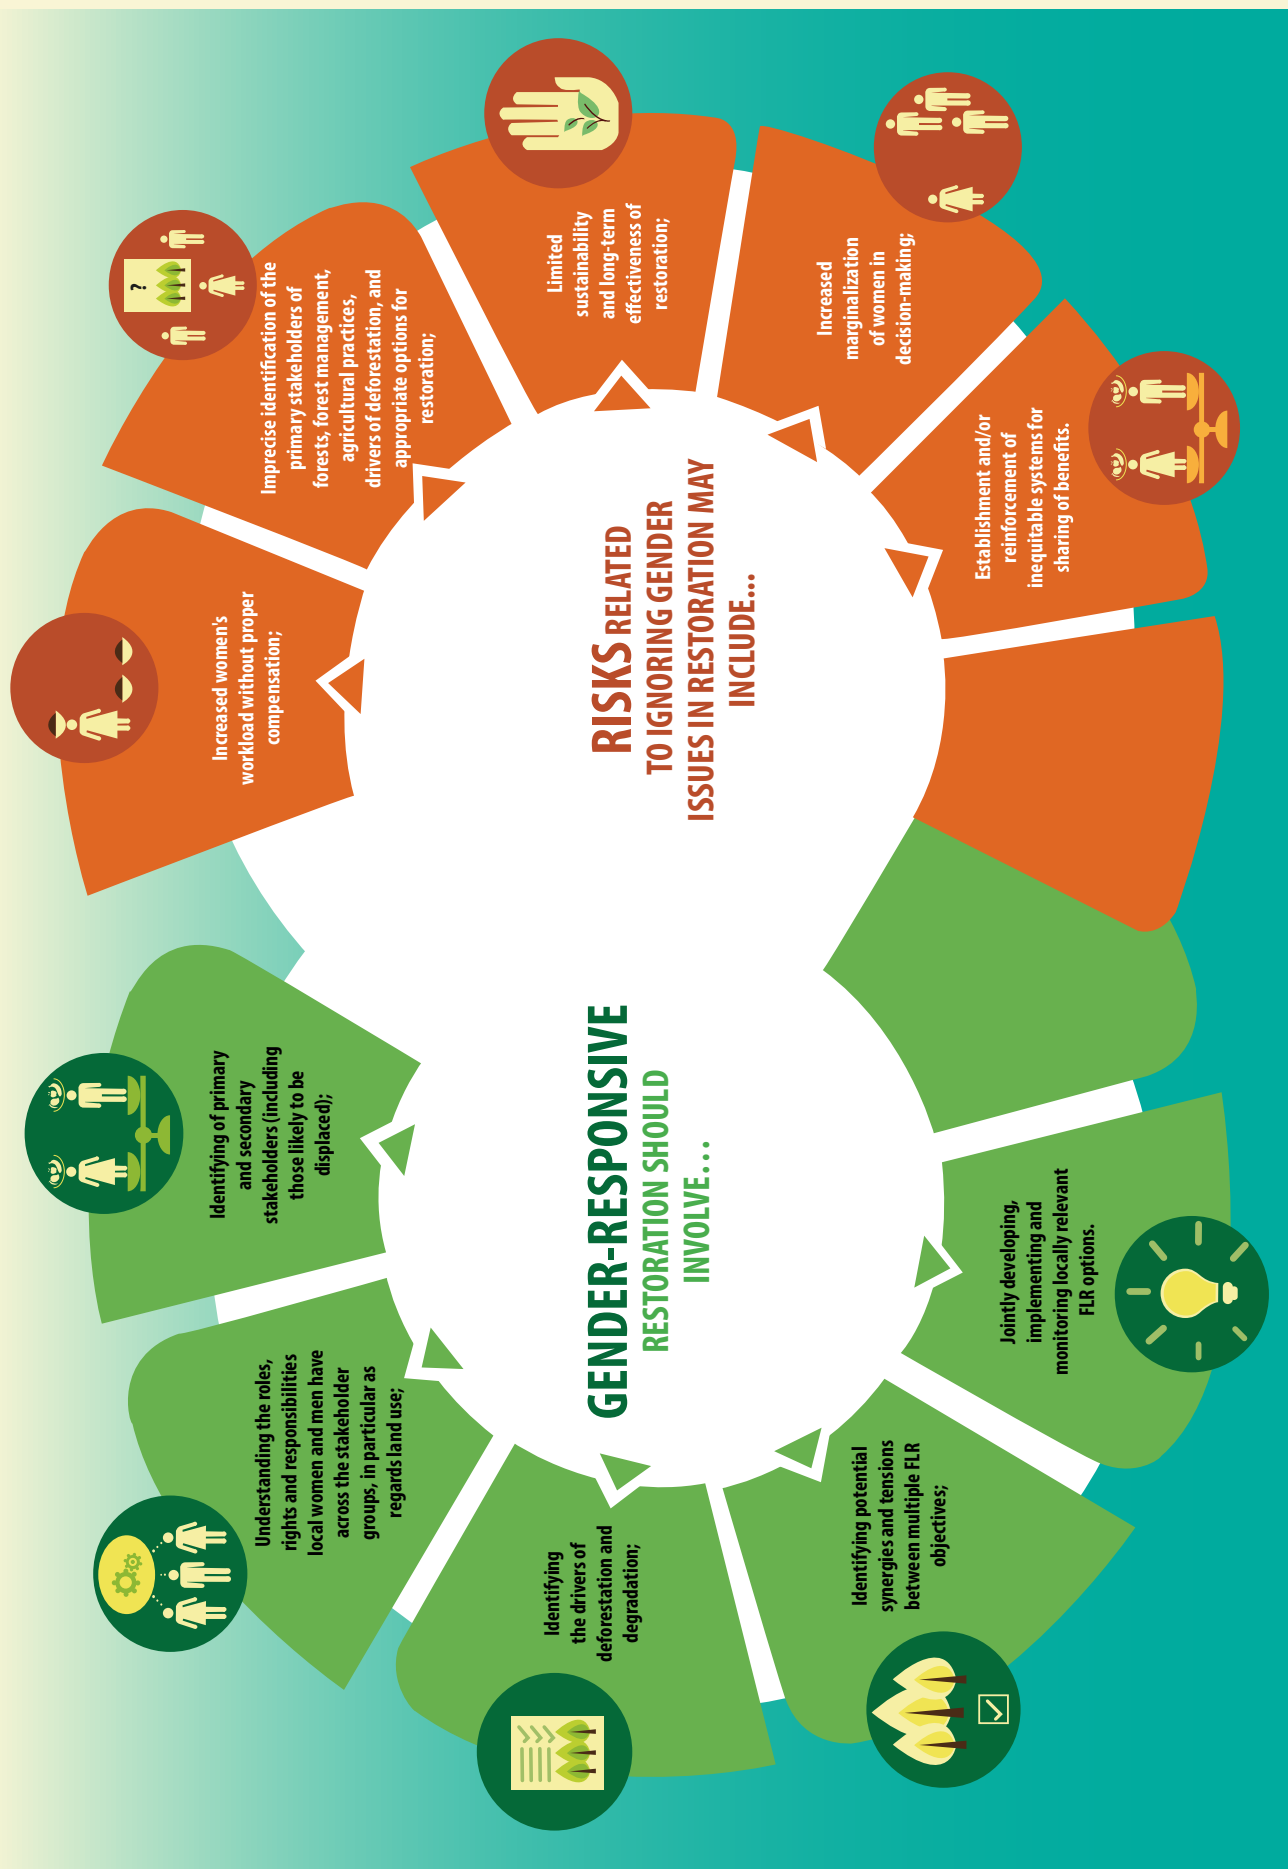 GENDER-RESPONSIVE
RESTORATION SHOULD
INVOLVE...
Identifying of primary
and secondary
stakeholders (including
those likely to be
displaced);
Understanding the roles,
rights and responsibilities
local women and men have
across the stakeholder
groups, in particular as
regards land use;
Identifying
the drivers of
deforestation and
degradation;
Identifying potential
synergies and tensions
between multiple FLR
objectives;
Jointly developing,
implementing and
monitoring locally relevant
FLR options.
RISKS RELATED
TO IGNORING GENDER
ISSUES IN RESTORATION MAY
INCLUDE...
Increased women's
workload without proper
compensation;
?
Imprecise identification of the
primary stakeholders of
forests, forest management,
agricultural practices,
drivers of deforestation, and
appropriate options for
restoration;
Limited
sustainability
and long-term
effectiveness of
restoration;
Increased
marginalization
of women in
decision-making;
Establishment and/or
reinforcement of
inequitable systems for
sharing of benefits.